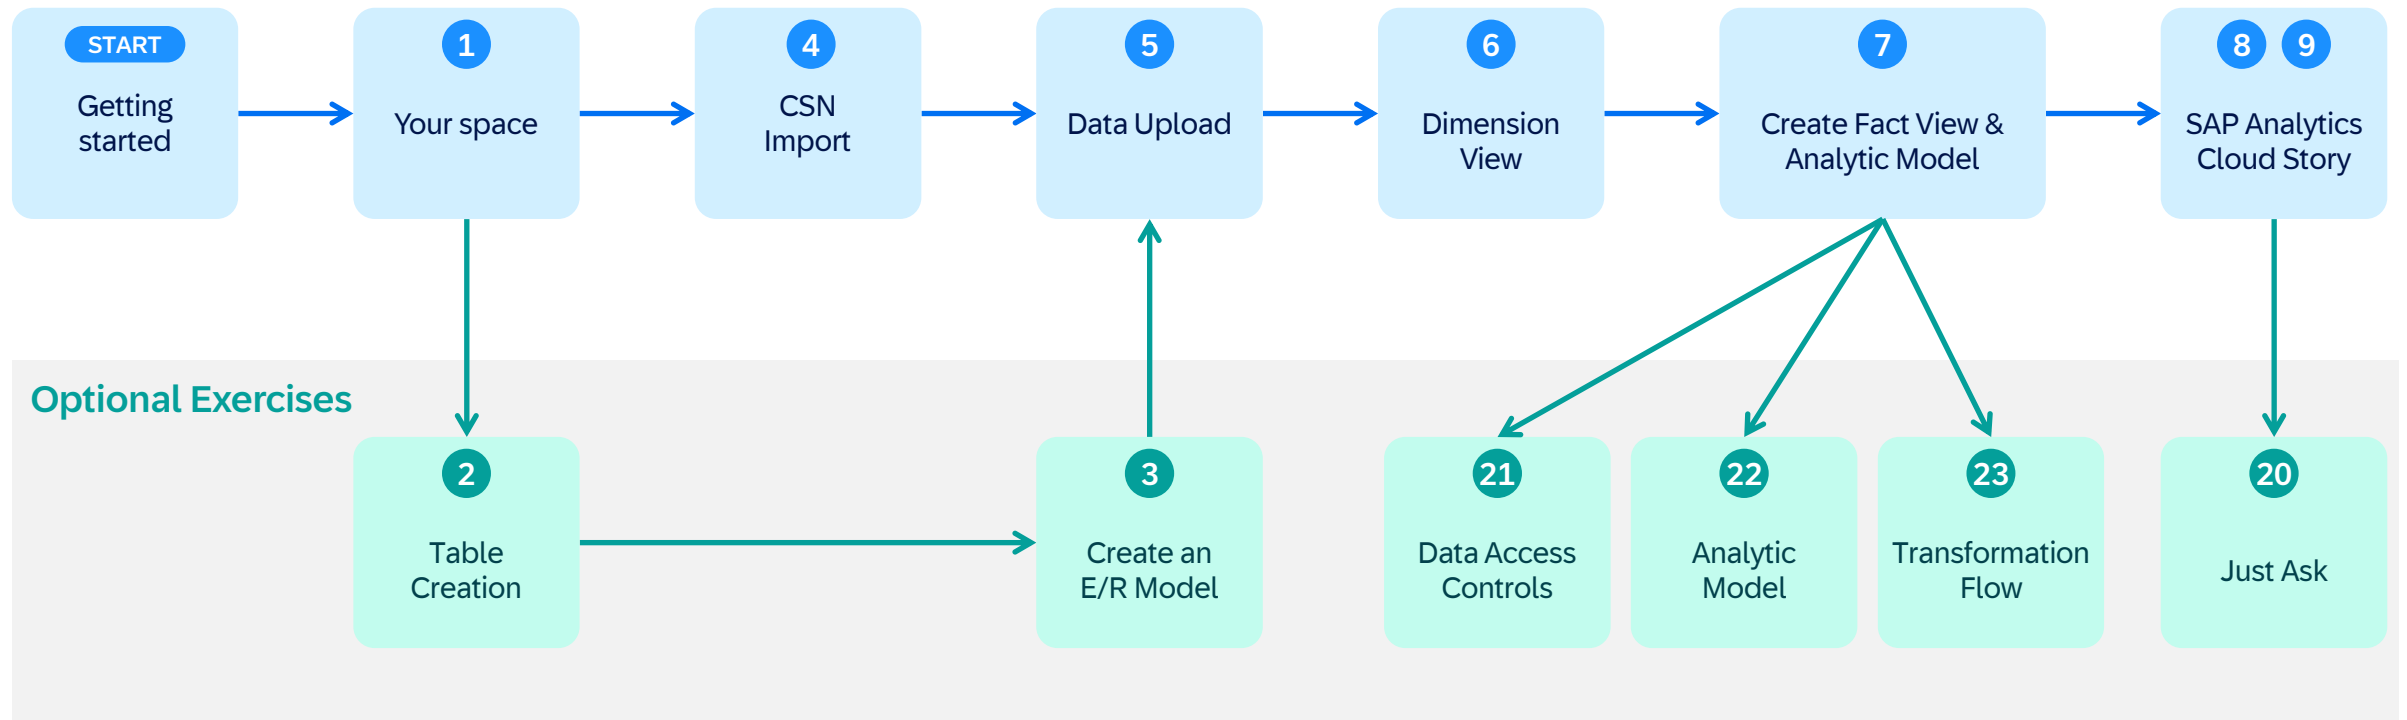 START
Getting
started
1
Your space
4
CSN
Import
5
Data Upload
6
Dimension
View
7
Create Fact View &
Analytic Model
8 9
SAP Analytics
Cloud Story
Optional Exercises
2
Table
Creation
3
Create an
E/R Model
21
Data Access
Controls
22
Analytic
Model
23
Transformation
Flow
20
Just Ask